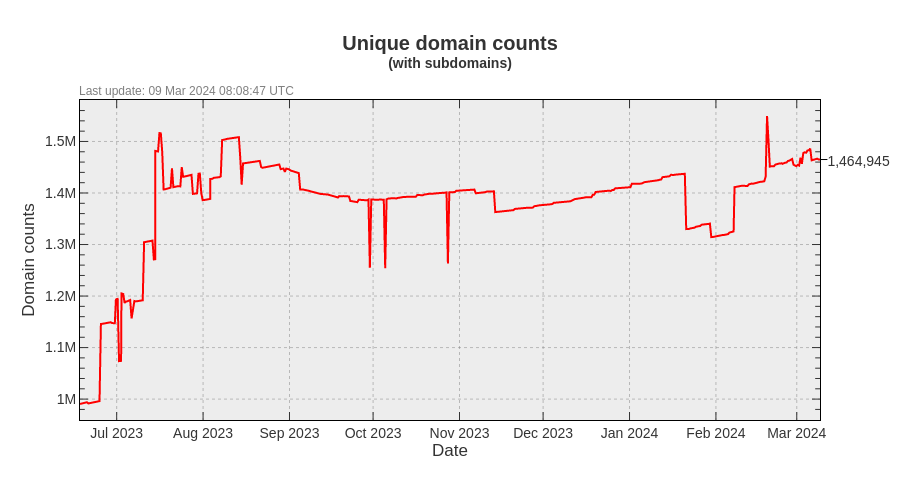 Unique domain counts
(with subdomains)
Last update: 09 Mar 2024 08:08:47 UTC
Domain counts
1.5M
1.4M
1.3M
1.2M
1.1M
1M
1,464,945
Jul 2023
Aug 2023
Sep 2023
Oct 2023
Nov 2023
Dec 2023
Jan 2024
Feb 2024
Mar 2024
Date